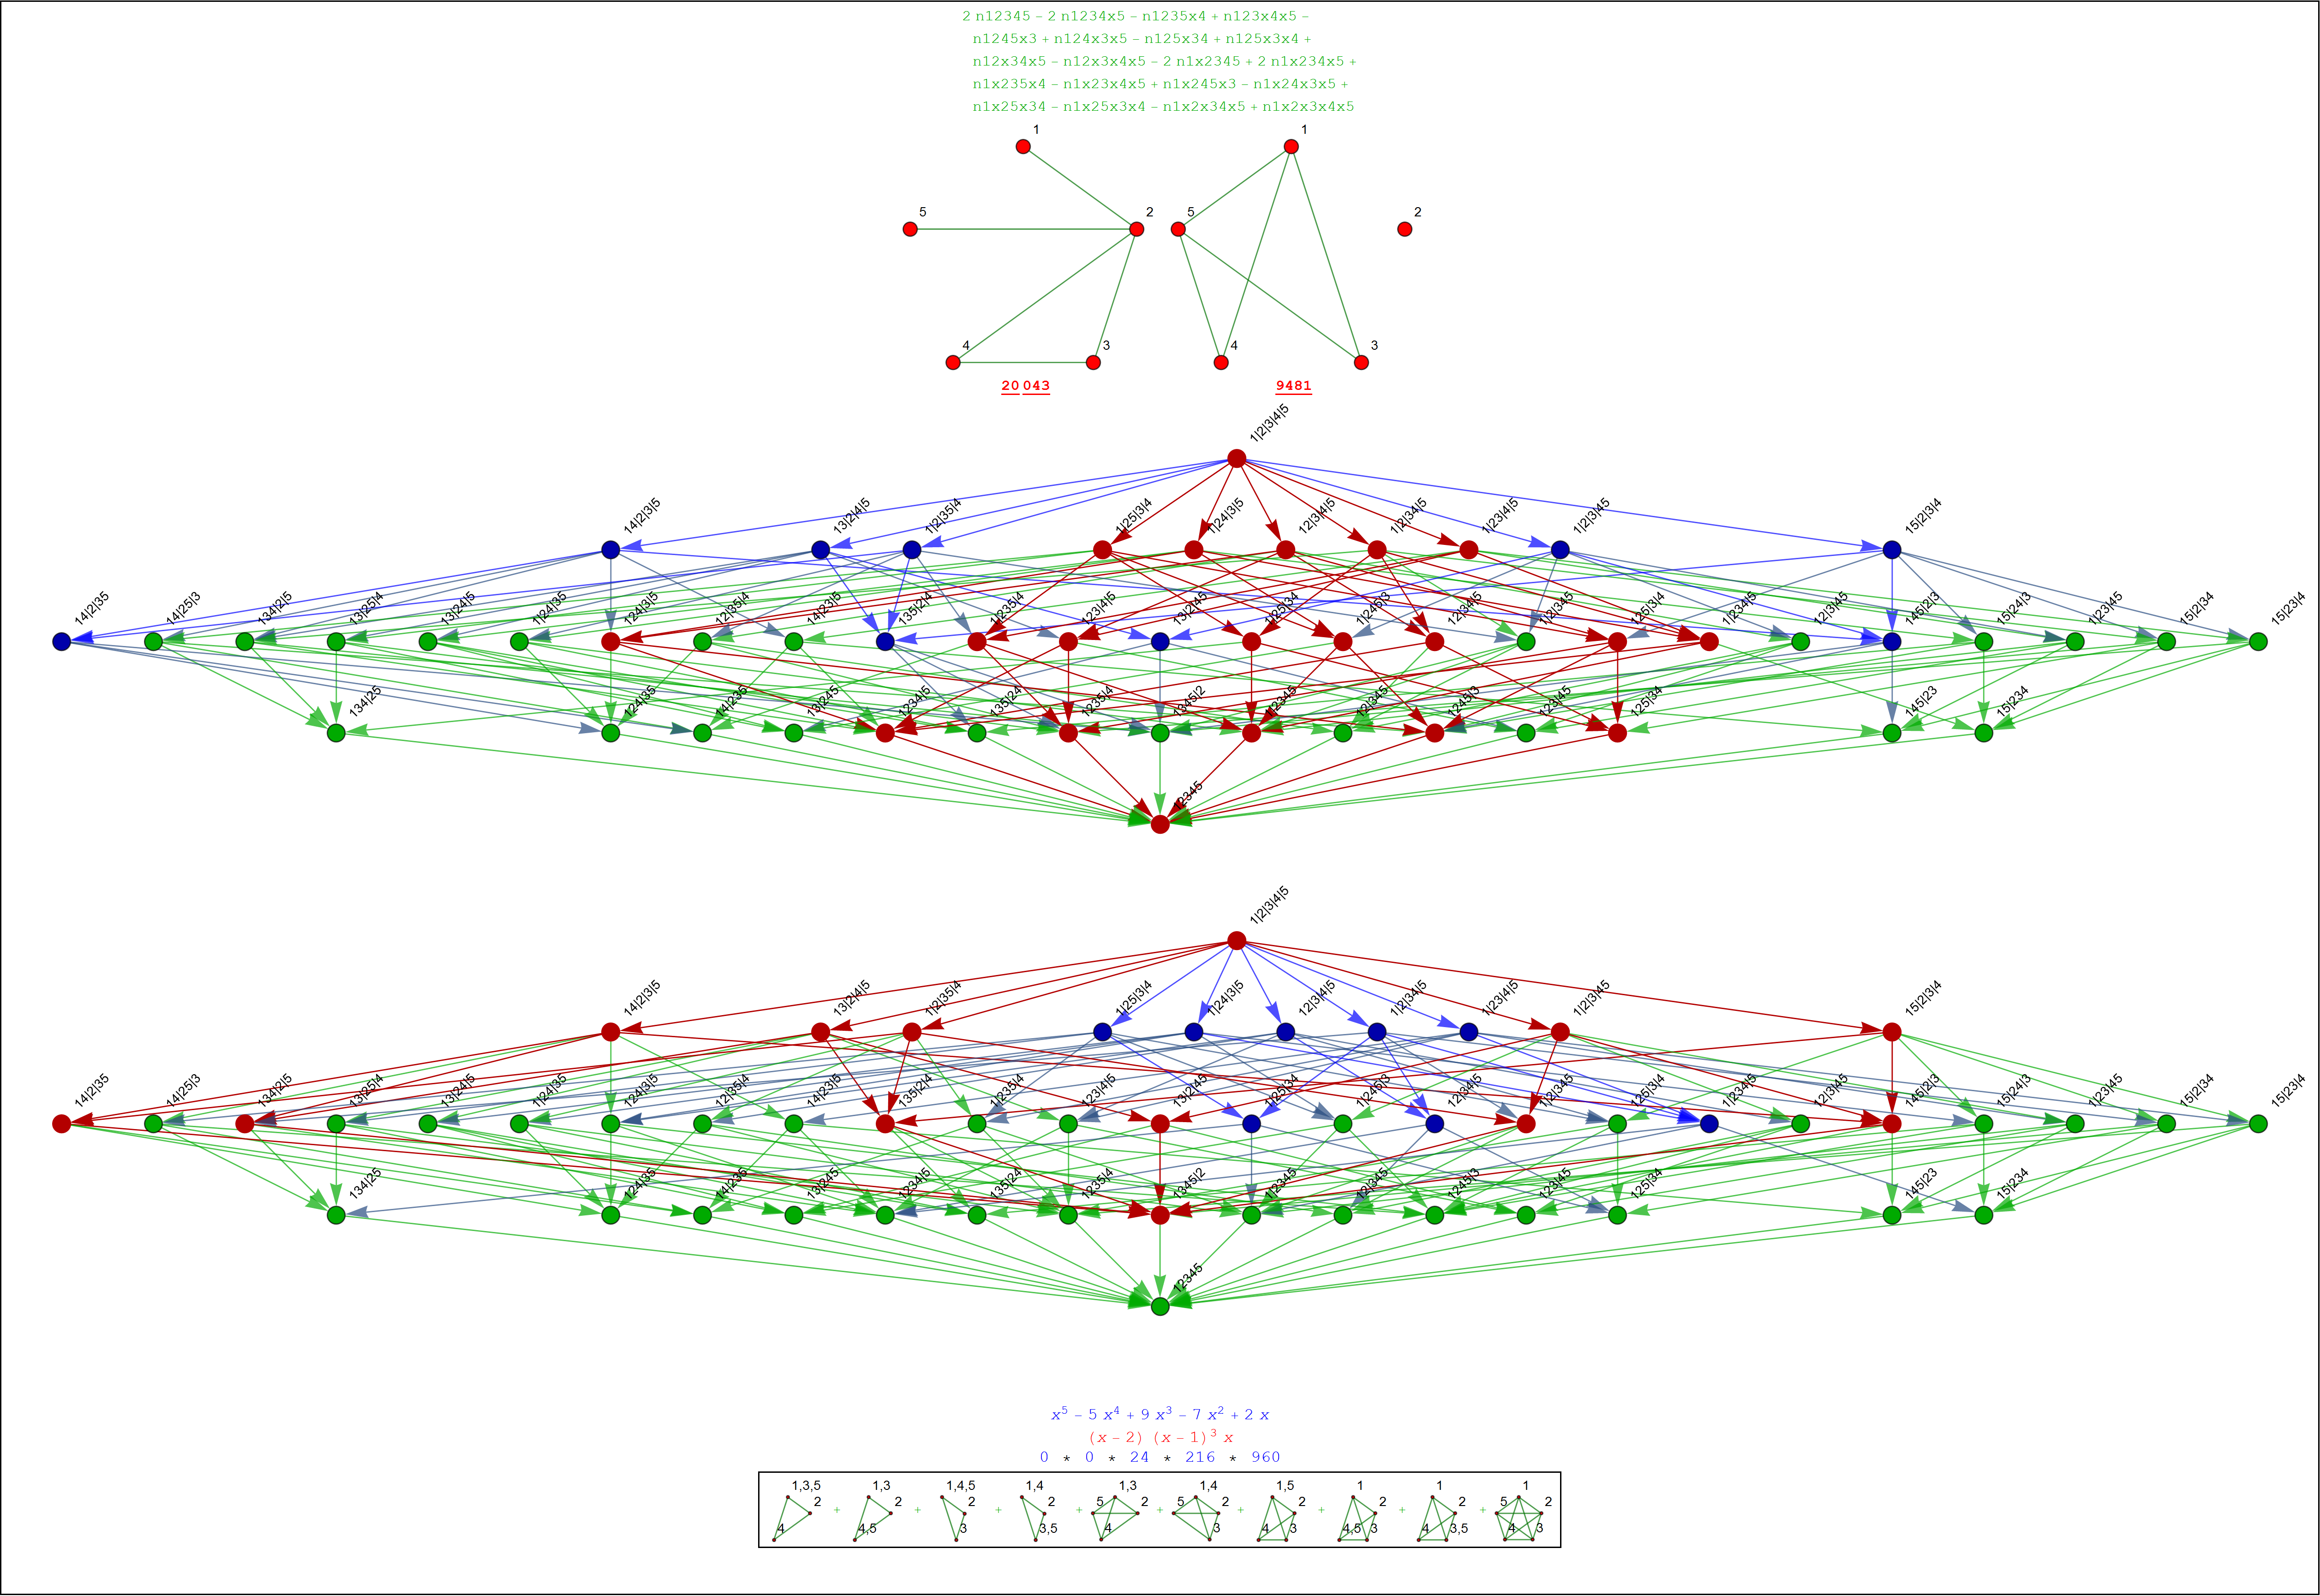 2 n12345 – 2 n1234x5 – n1235x4 + n123x4x5 –
n1245x3 + n124x3x5 – n125x34 + n125x3x4 +
n12x34x5 – n12x3x4x5 – 2 n1x2345 + 2 n1x234x5 +
n1x235x4 – n1x23x4x5 + n1x245x3 – n1x24x3x5 +
n1x25x34 – n1x25x3x4 – n1x2x34x5 + n1x2x3x4x5
1 1
5 2 5 2
4 3 4 3
20 043 9481
1|2|3|4|5
14|2|3|5 13|2|4|5 1|2|35|4 1|25|3|4 1|24|3|5 12|3|4|5 1|2|34|5 1|23|4|5 1|2|3|45 15|2|3|4
14|2|35 14|25|3 134|2|5 13|25|4 13|24|5 1|24|35 124|3|5 12|35|4 14|23|5 135|2|4 1|235|4 123|4|5 13|2|45 1|25|34 1|245|3 12|34|5 1|2|345 125|3|4 1|234|5 12|3|45 145|2|3 15|24|3 1|23|45 15|2|34 15|23|4
134|25 124|35 14|235 13|245 1234|5 135|24 1235|4 1345|2 1|2345 12|345 1245|3 123|45 125|34 145|23 15|234
12345
1|2|3|4|5
14|2|3|5 13|2|4|5 1|2|35|4 1|25|3|4 1|24|3|5 12|3|4|5 1|2|34|5 1|23|4|5 1|2|3|45 15|2|3|4
14|2|35 14|25|3 134|2|5 13|25|4 13|24|5 1|24|35 124|3|5 12|35|4 14|23|5 135|2|4 1|235|4 123|4|5 13|2|45 1|25|34 1|245|3 12|34|5 1|2|345 125|3|4 1|234|5 12|3|45 145|2|3 15|24|3 1|23|45 15|2|34 15|23|4
134|25 124|35 14|235 13|245 1234|5 135|24 1235|4 1345|2 1|2345 12|345 1245|3 123|45 125|34 145|23 15|234
12345
x⁵ – 5 x⁴ + 9 x³ – 7 x² + 2 x
(x – 2) (x – 1)³ x
0 * 0 * 24 * 216 * 960
1,3,5 1,3 1,4,5 1,4 1,3 1,4 1,5 1 1 1
2 + 2 + 2 + 2 + 5 2 + 5 2 + 2 + 2 + 2 + 5 2
4 4,5 3 3,5 4 3 4 3 4,5 3 4 3,5 4 3